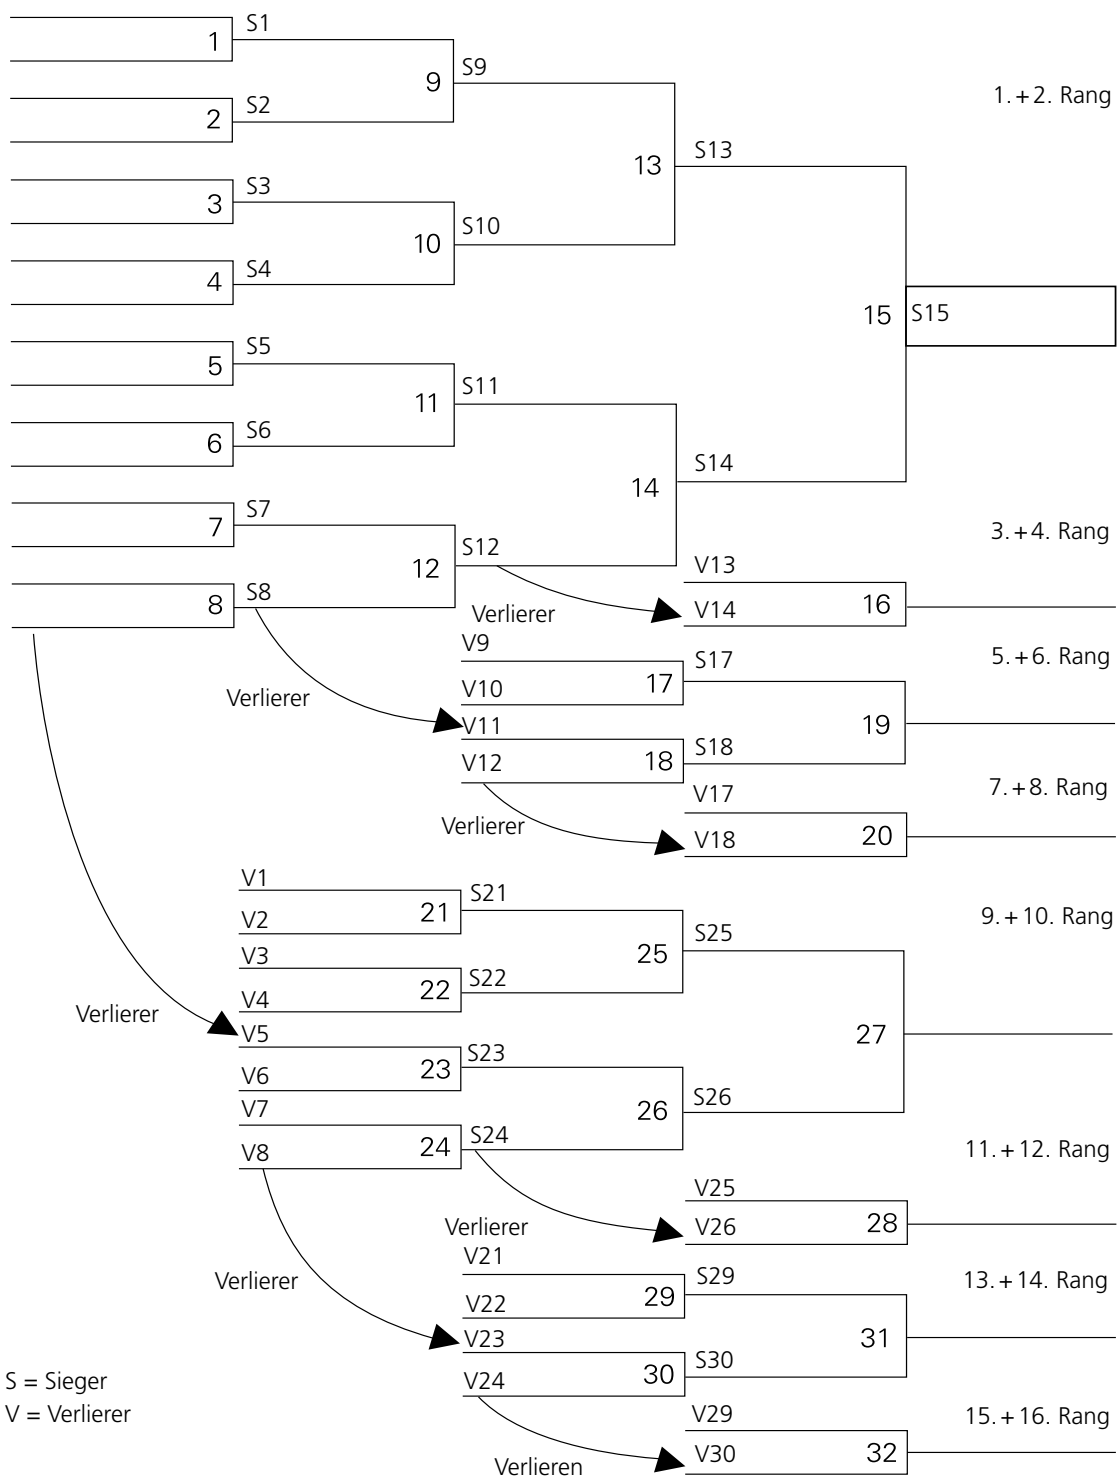 S1
1
S9
9
S2
2
1.+2. Rang
S13
13
S3
3
S10
10
S4
4
15
S15
S5
5
S11
11
S6
6
S14
14
S7
7
3.+4. Rang
S12
12
V13
S8
8
Verlierer
V14
16
V9
S17
5.+6. Rang
V10
17
Verlierer
V11
19
S18
V12
18
7.+8. Rang
V17
Verlierer
V18
20
V1
S21
21
V2
9.+10. Rang
S25
25
V3
S22
22
V4
Verlierer
V5
27
S23
23
V6
S26
26
V7
S24
24
V8
11.+12. Rang
V25
Verlierer
V26
28
V21
S29
13.+14. Rang
Verlierer
V22
29
V23
31
S30
S = Sieger
V24
30
V = Verlierer
V29
15.+16. Rang
V30
32
Verlieren